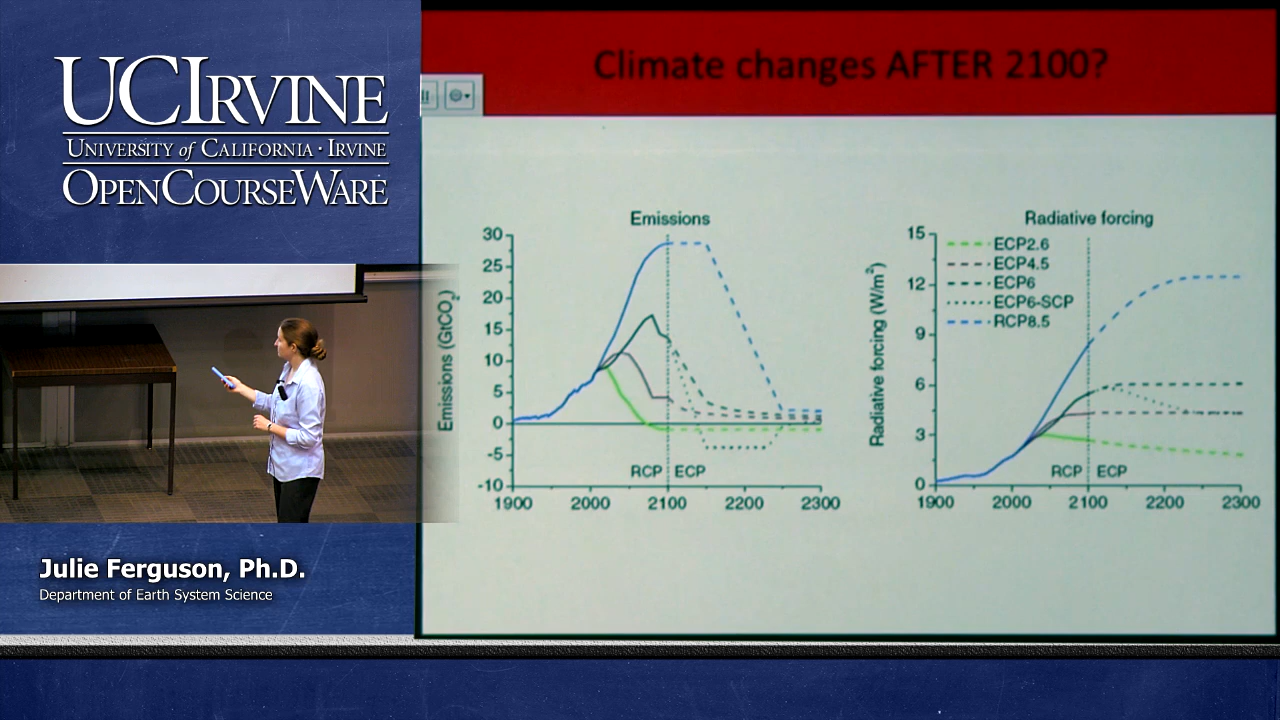 UCIRVINE
UNIVERSITY of CALIFORNIA · IRVINE
OPENCOURSEWARE
Julie Ferguson, Ph.D.
Department of Earth System Science
Climate changes AFTER 2100?
Emissions
Emissions (GtCO₂)
30
25
20
15
10
5
0
-5
-10
RCP
ECP
1900
2000
2100
2200
2300
Radiative forcing
Radiative forcing (W/m²)
15
12
9
6
3
0
ECP2.6
ECP4.5
ECP6
ECP6-SCP
RCP8.5
RCP
ECP
1900
2000
2100
2200
2300